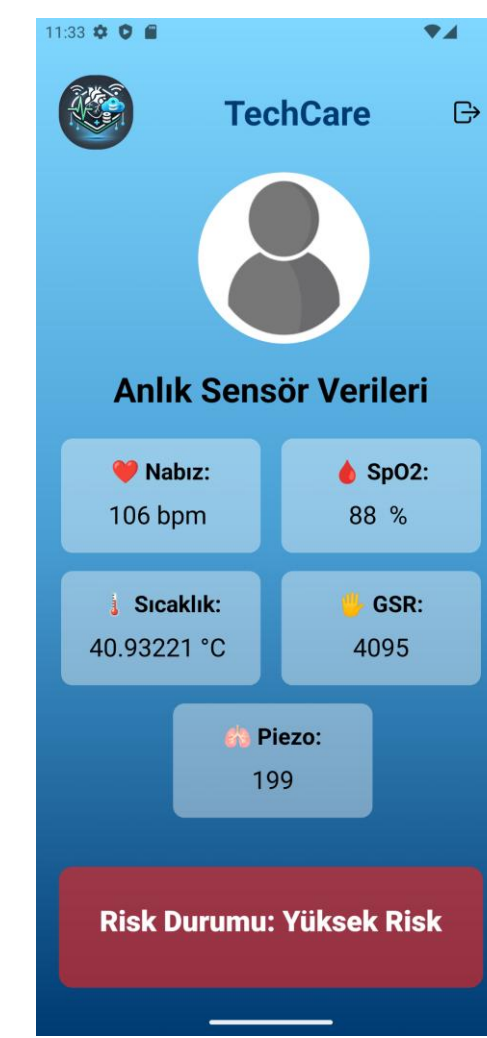 11:33
TechCare
Anlık Sensör Verileri
Nabız:
106 bpm
SpO2:
88 %
Sıcaklık:
40.93221 °C
GSR:
4095
Piezo:
199
Risk Durumu: Yüksek Risk